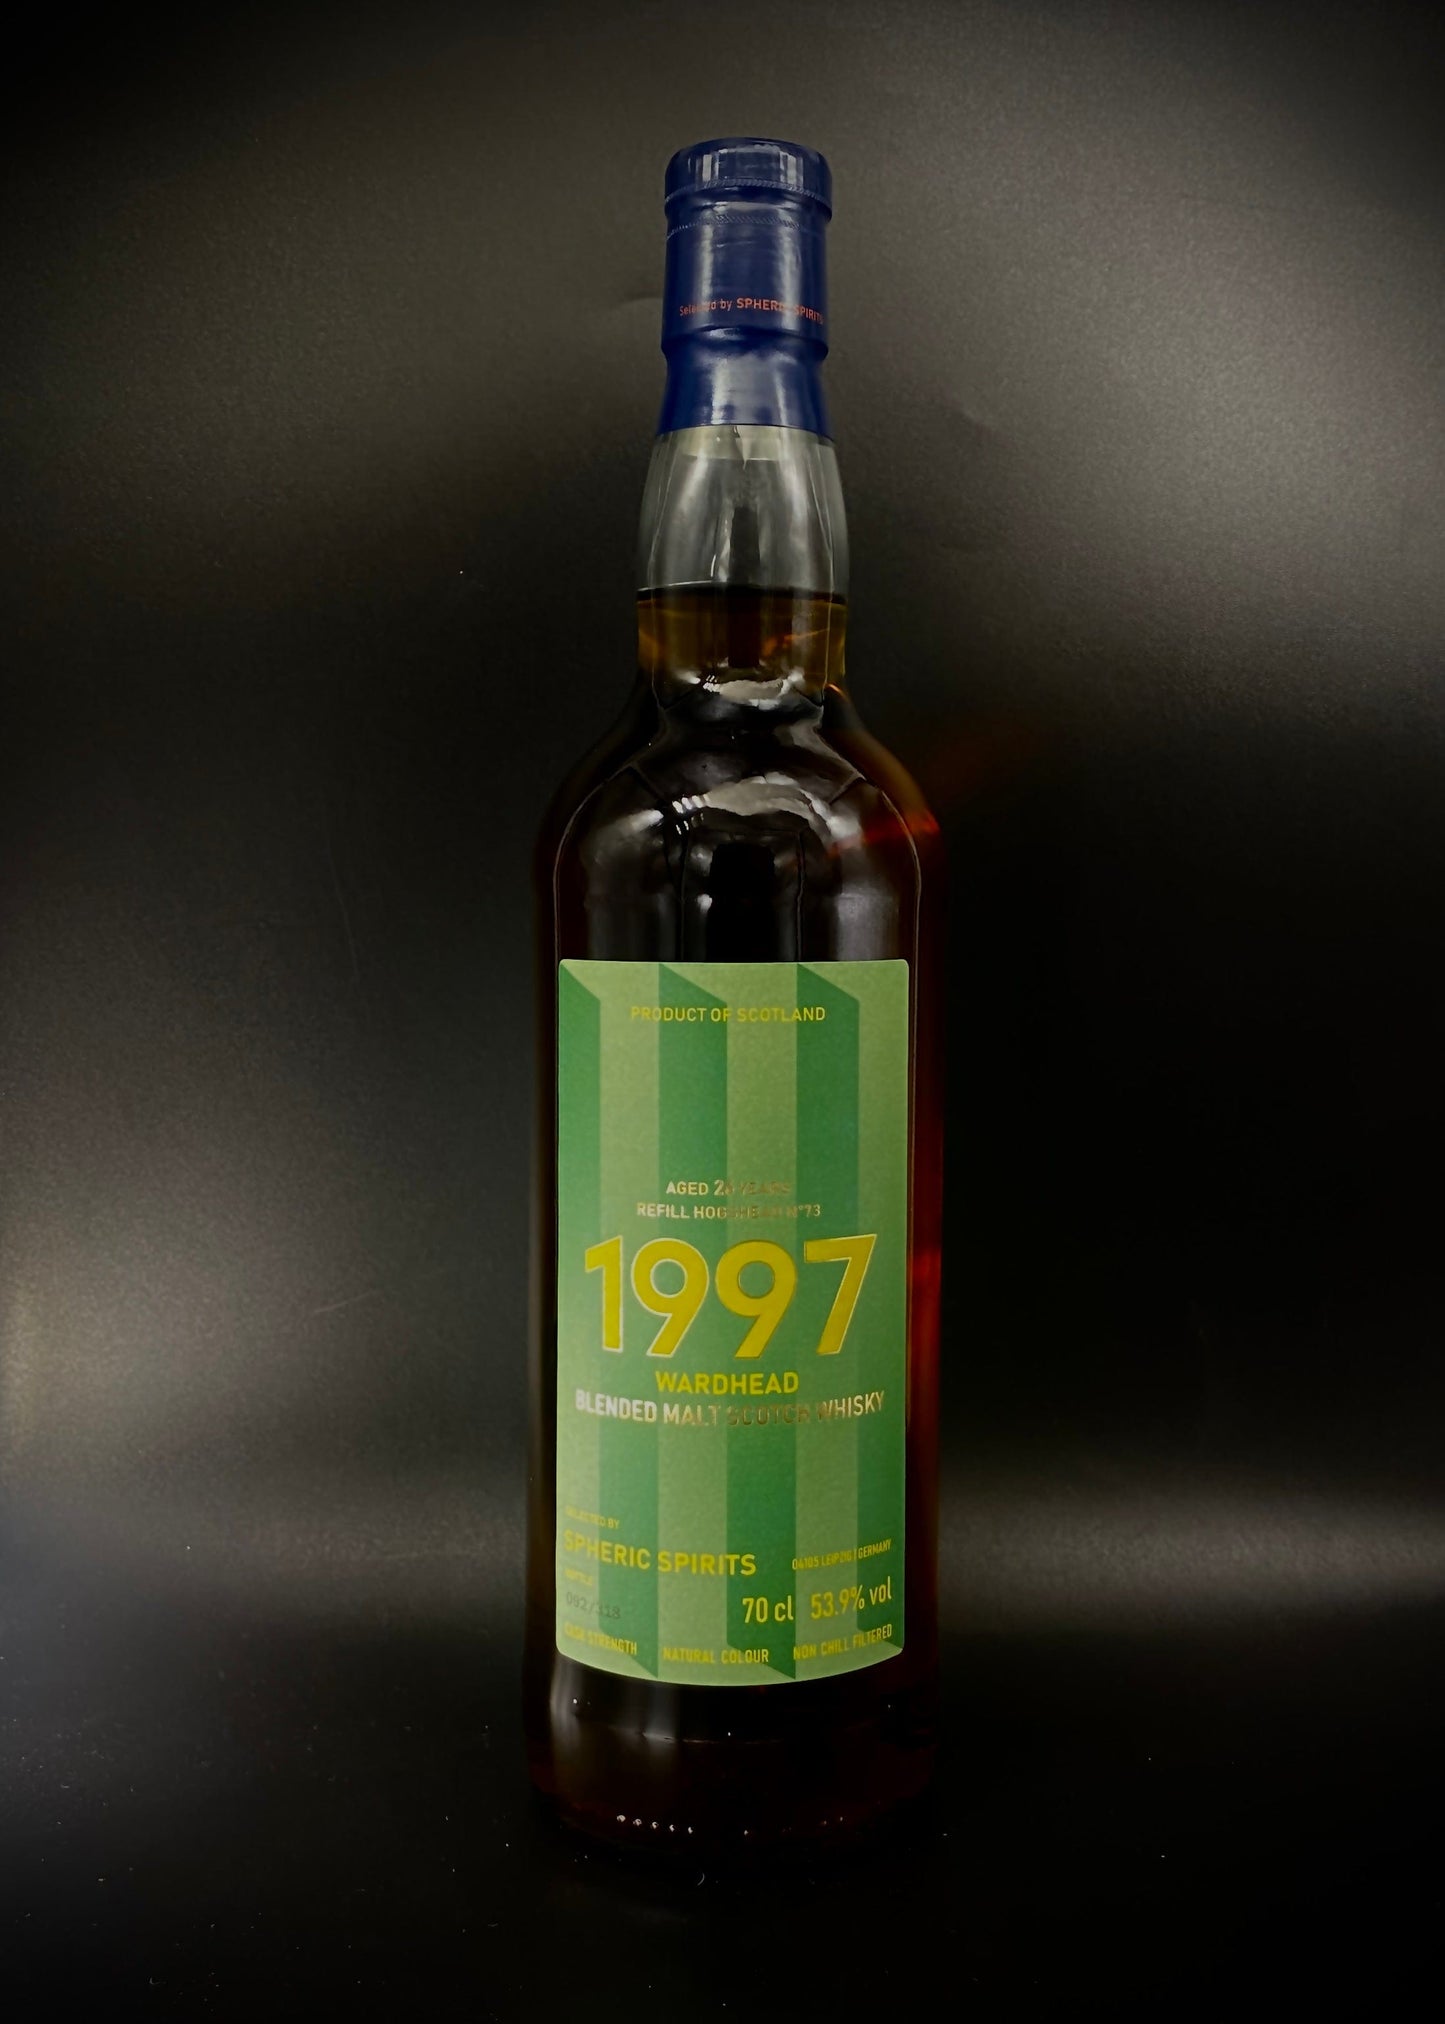 Selected by SPHERIC SPIRITS
PRODUCT OF SCOTLAND
AGED 26 YEARS
REFILL HOGSHEAD N°73
1997
WARDHEAD
BLENDED MALT SCOTCH WHISKY
SELECTED BY
SPHERIC SPIRITS
04105 LEIPZIG | GERMANY
BOTTLE
092/318
70 cl 53.9% vol
CASK STRENGTH NATURAL COLOUR NON CHILL FILTERED